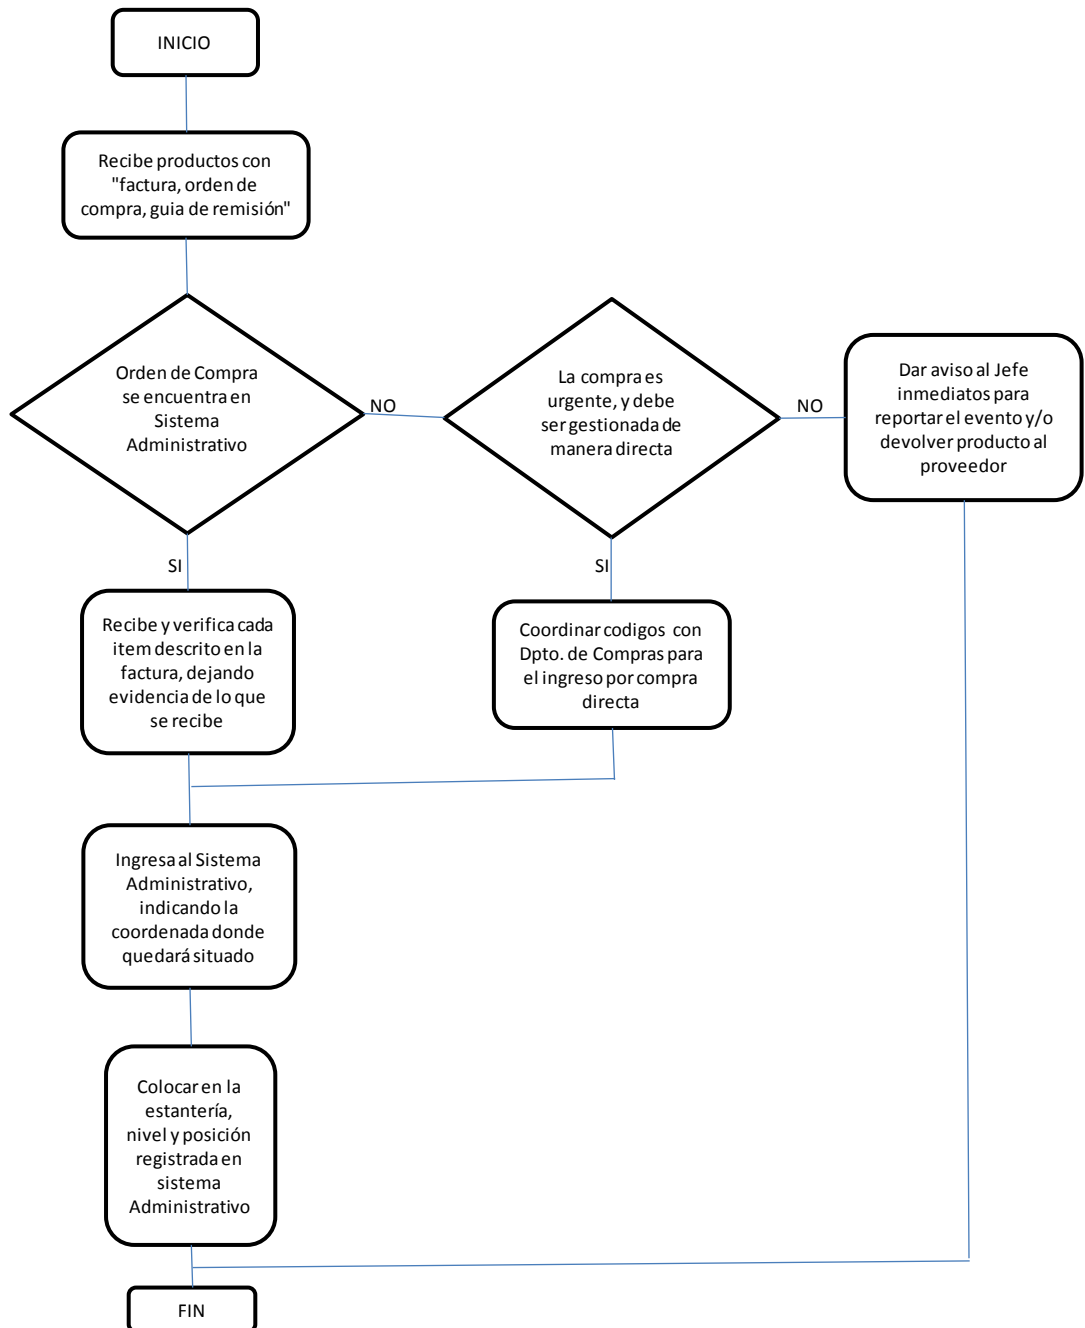 INICIO
Recibe productos con
"factura, orden de
compra, guia de remisión"
Orden de Compra
se encuentra en
Sistema
Administrativo
NO
La compra es
urgente, y debe
ser gestionada de
manera directa
NO
Dar aviso al Jefe
inmediatos para
reportar el evento y/o
devolver producto al
proveedor
SI
Recibe y verifica cada
item descrito en la
factura, dejando
evidencia de lo que
se recibe
SI
Coordinar codigos con
Dpto. de Compras para
el ingreso por compra
directa
Ingresa al Sistema
Administrativo,
indicando la
coordenada donde
quedará situado
Colocar en la
estantería,
nivel y posición
registrada en
sistema
Administrativo
FIN